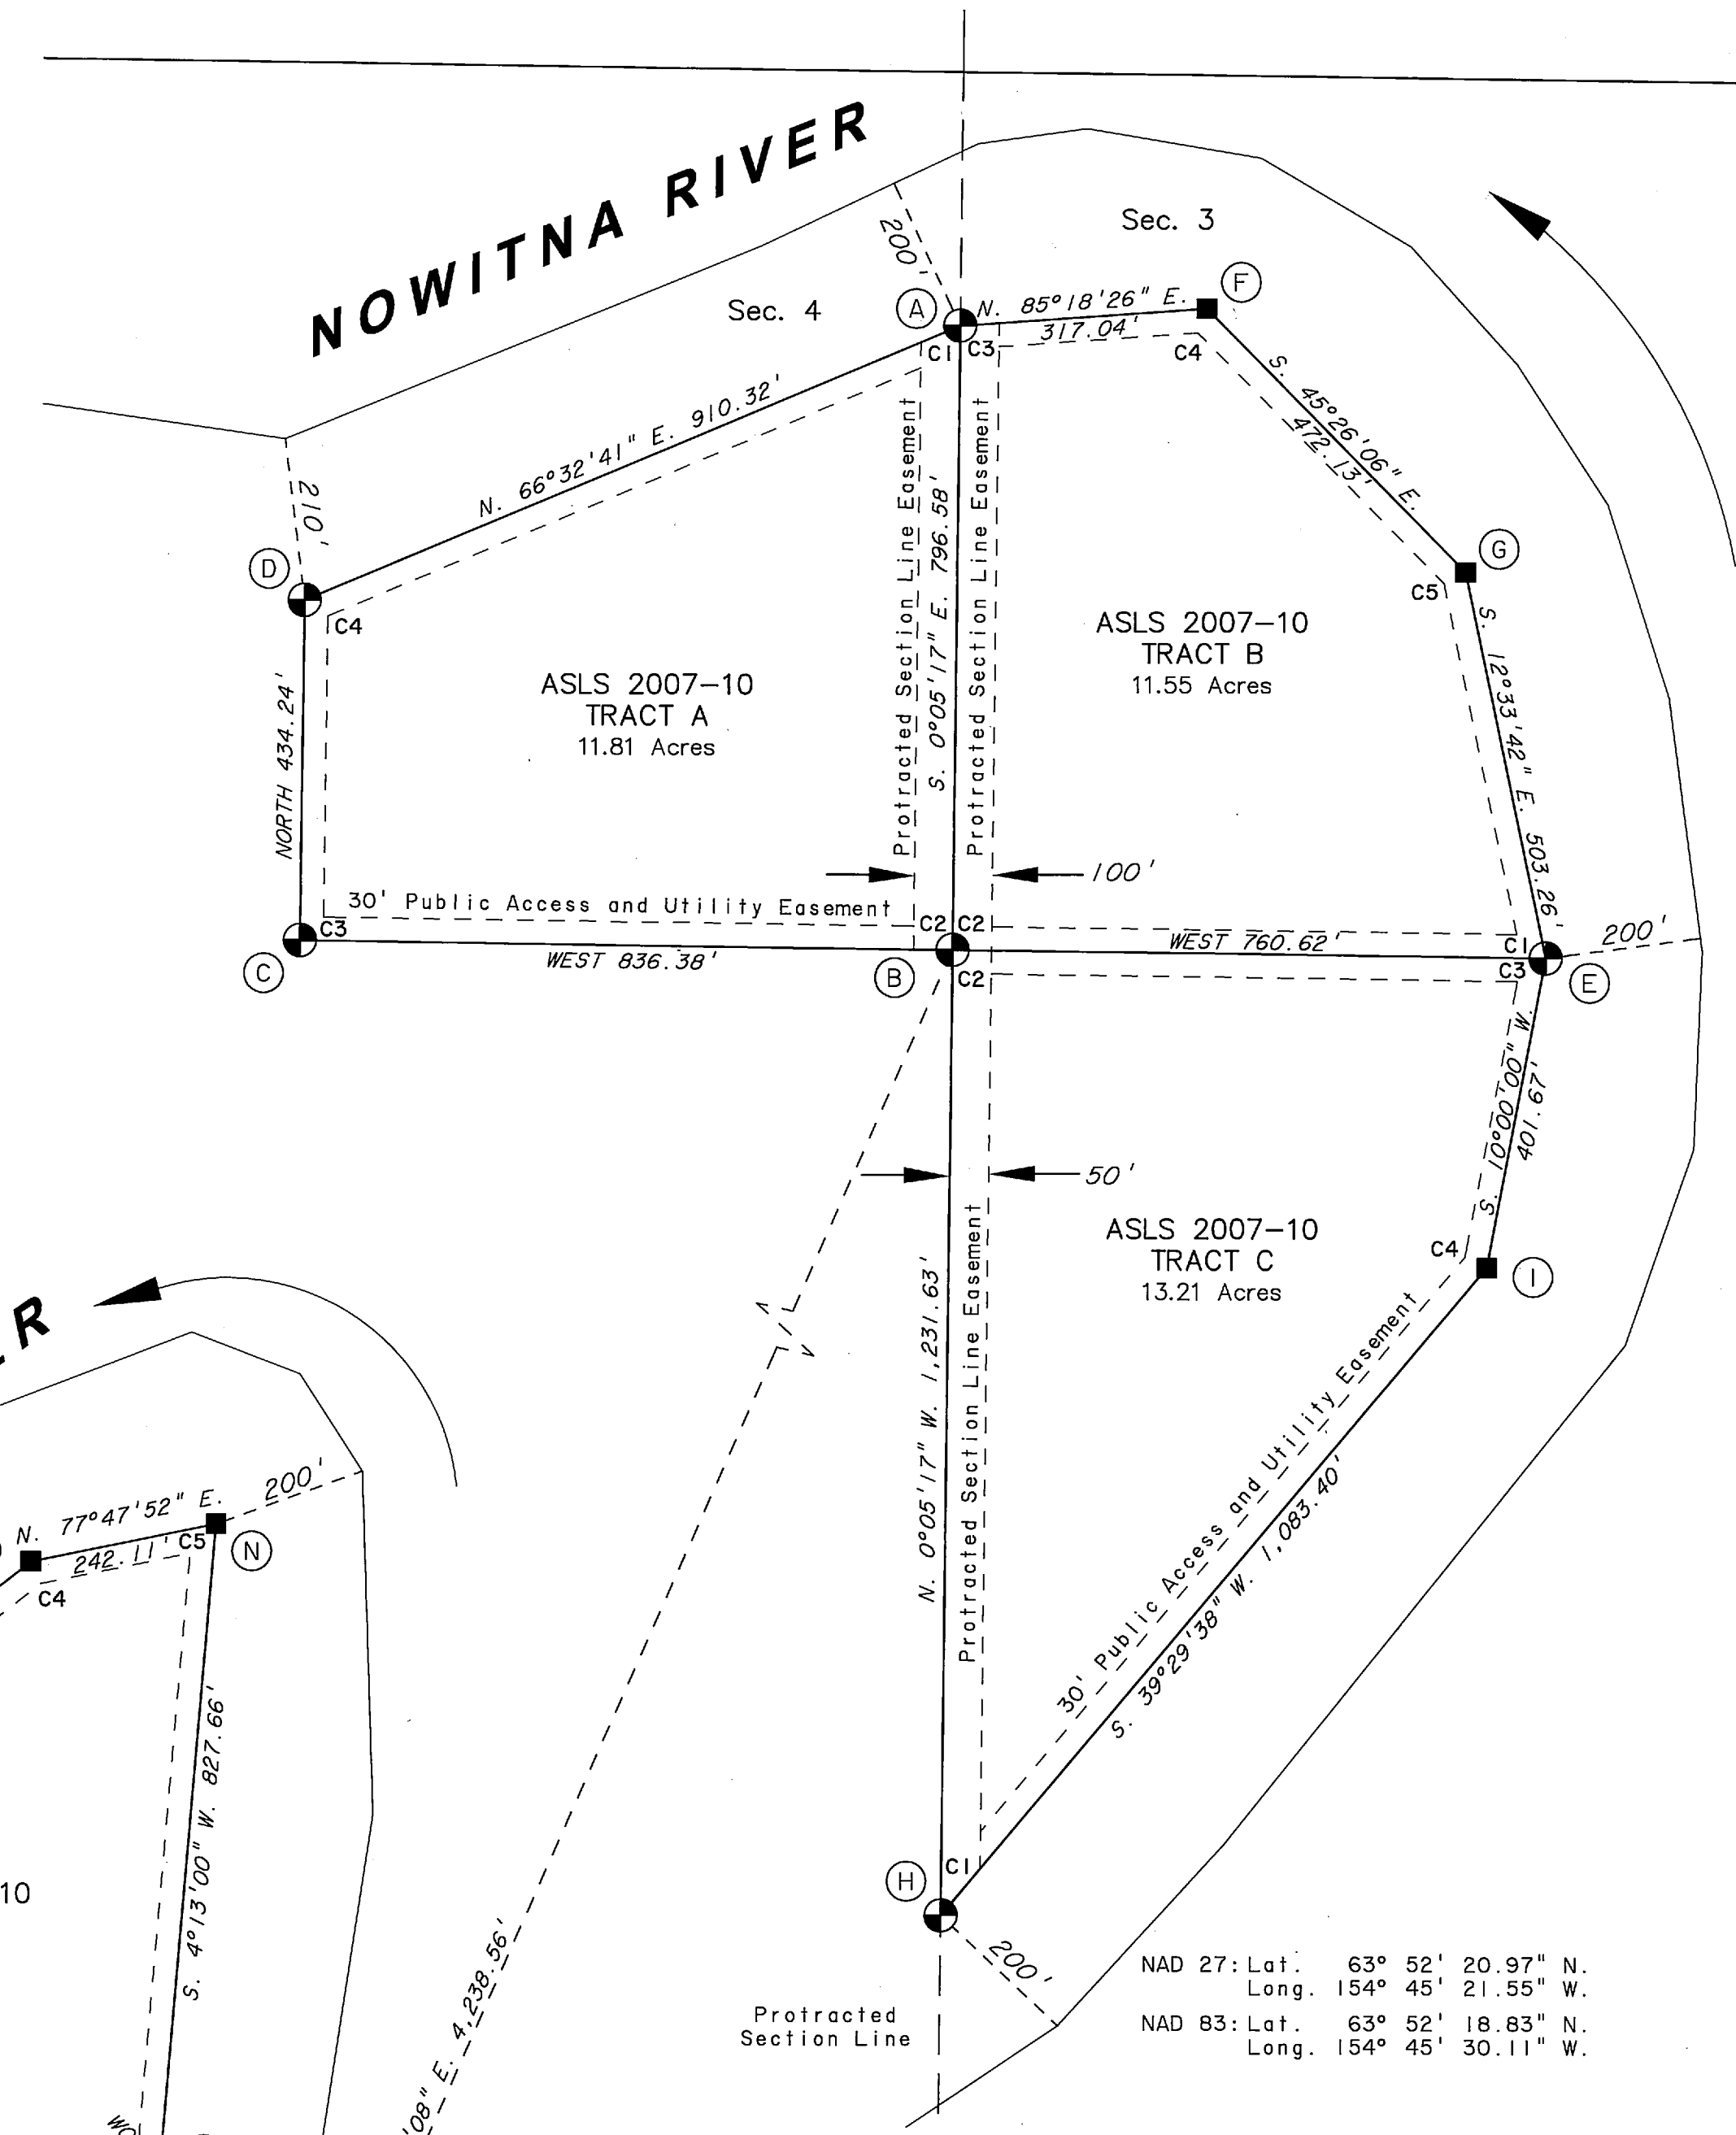 NOWITNA RIVER
Sec. 3
200'
Sec. 4
A
F
N. 85°18'26" E.
317.04'
C1
C3
C4
S. 45°26'06" E.
472.13'
N. 66°32'41" E. 910.32'
210'
D
C4
G
C5
Protracted Section Line Easement
S. 0°05'17" E. 796.58'
Protracted Section Line Easement
ASLS 2007-10
TRACT A
11.81 Acres
ASLS 2007-10
TRACT B
11.55 Acres
S. 12°33'42" E. 503.26'
NORTH 434.24'
100'
30' Public Access and Utility Easement
C3
C2
C2
C1
WEST 836.38'
WEST 760.62'
200'
C
B
C2
C3
E
S. 10°00'00" W.
401.67'
50'
ASLS 2007-10
TRACT C
13.21 Acres
C4
I
N. 0°05'17" W. 1,231.63'
Protracted Section Line Easement
30' Public Access and Utility Easement
S. 39°29'38" W. 1,083.40'
R
N. 77°47'52" E.
242.11'
200'
C5
N
C4
S. 4°13'00" W. 827.66'
10
H
C1
200'
'08" E. 4,238.56'
Protracted
Section Line
NAD 27: Lat. 63° 52' 20.97" N.
Long. 154° 45' 21.55" W.
NAD 83: Lat. 63° 52' 18.83" N.
Long. 154° 45' 30.11" W.